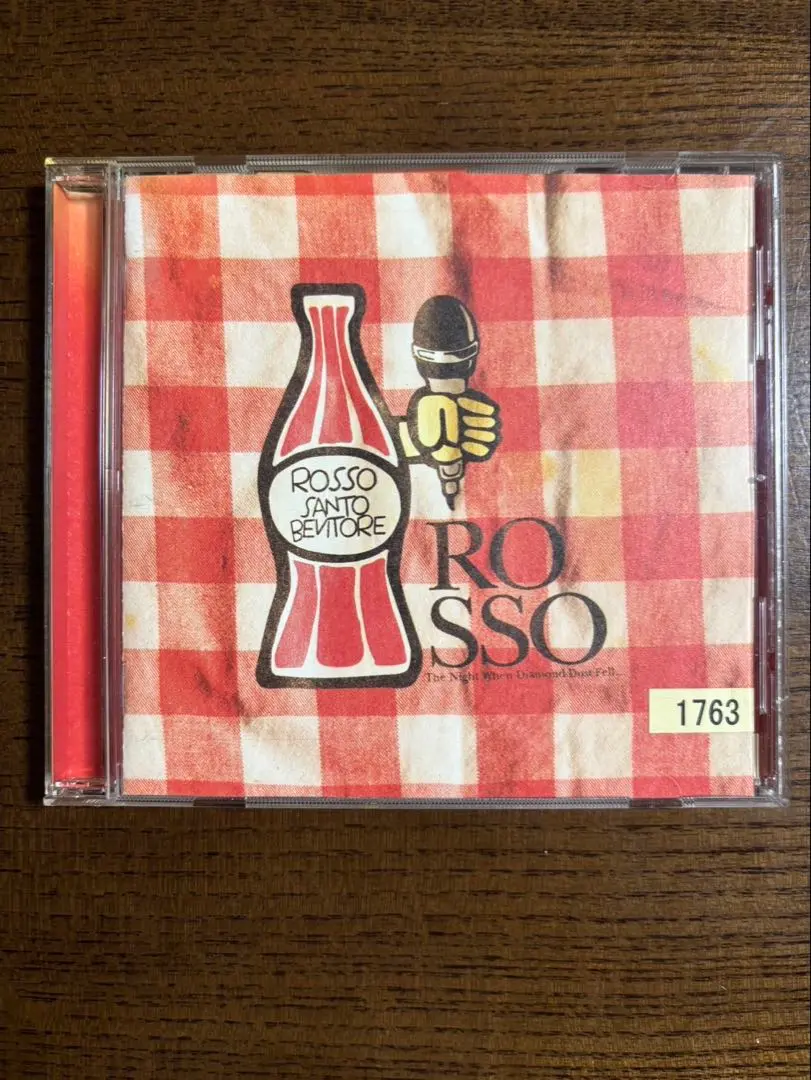 ROSSO
SANTO
BEVITORE
RO
SSO
The Night When Diamond Dust Fell...
1763